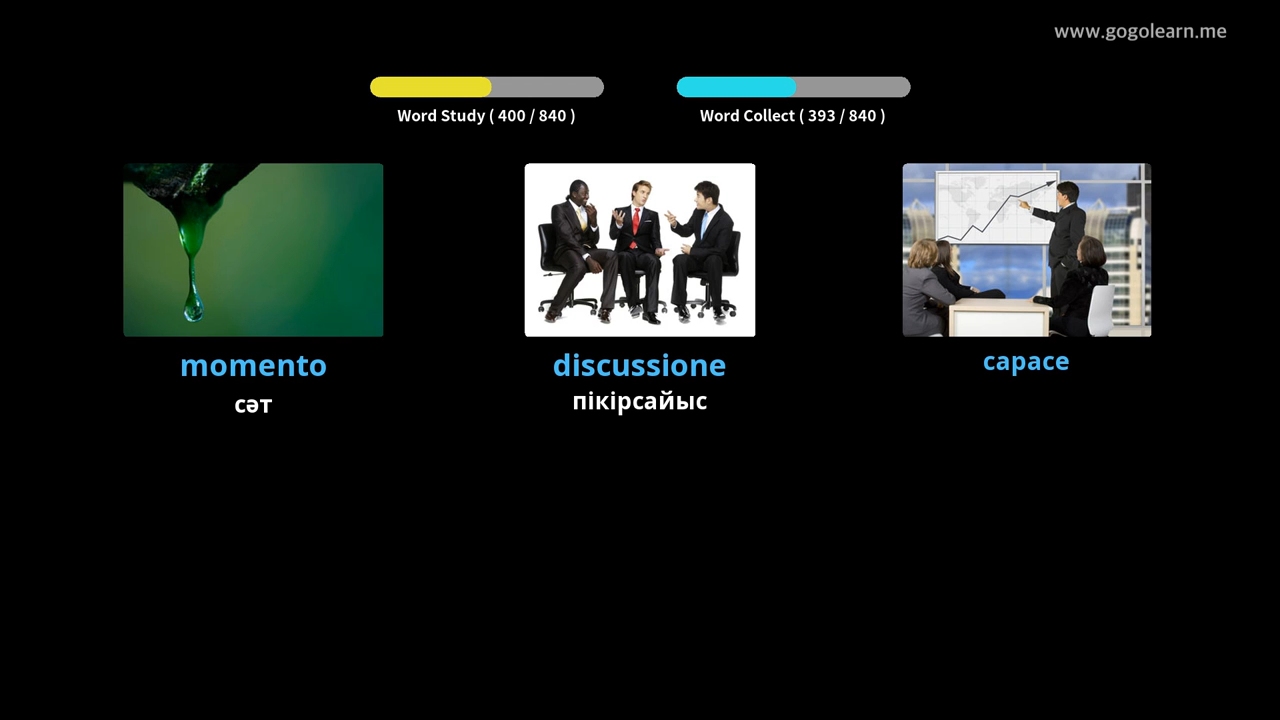 www.gogolearn.me
Word Study ( 400 / 840 )
Word Collect ( 393 / 840 )
momento
сәт
discussione
пікірсайыс
capace